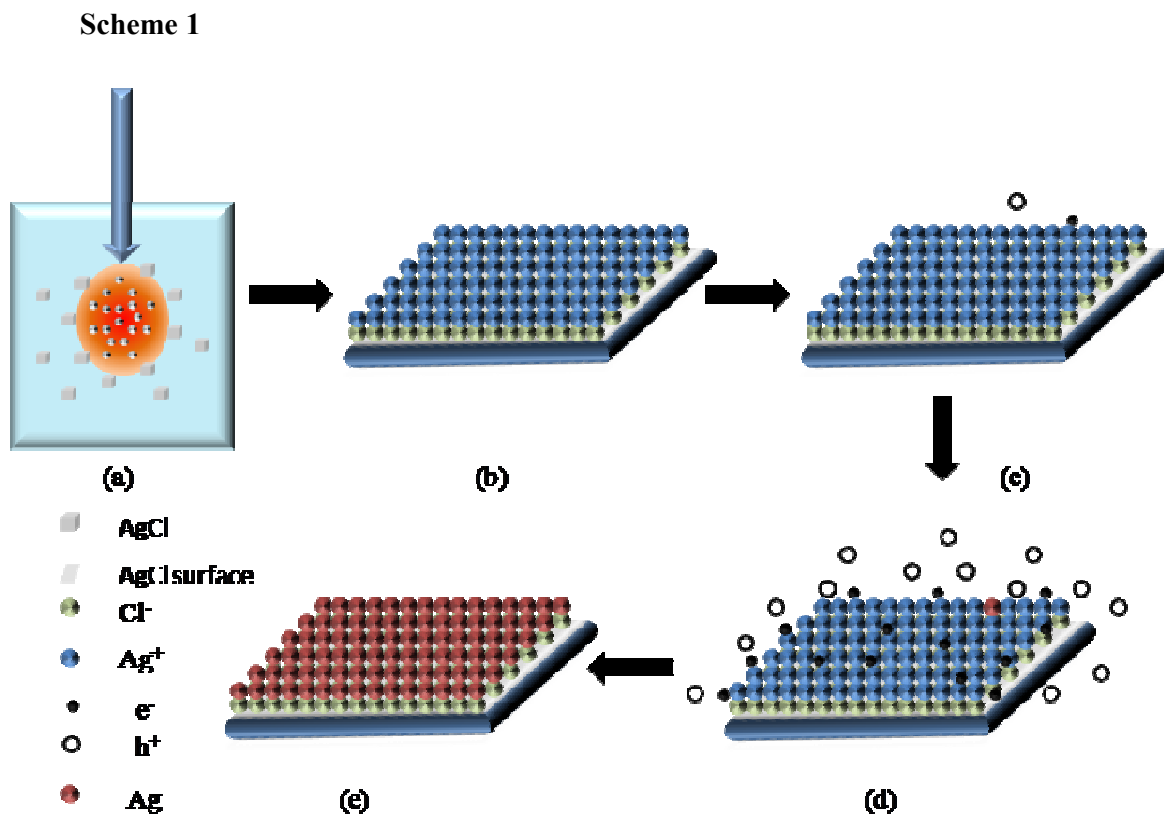 Scheme 1
(a)
(b)
(c)
AgCl
AgCl surface
Cl-
Ag+
e-
h+
Ag
(e)
(d)